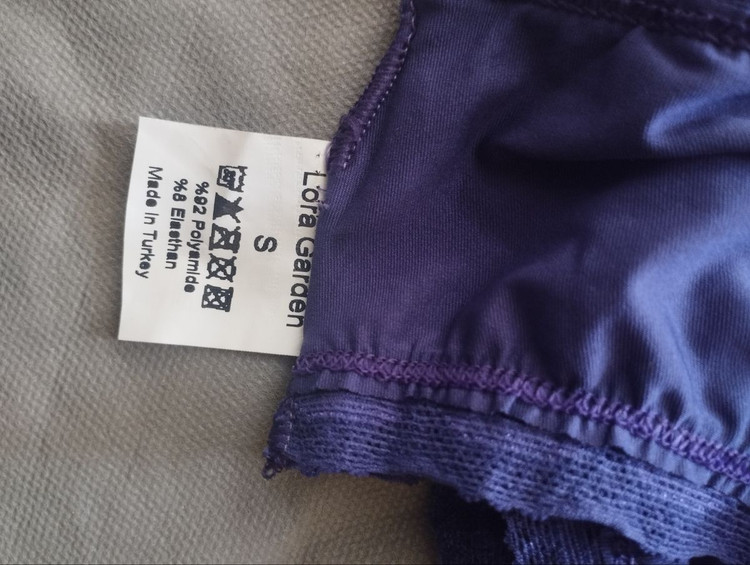 Lora Garden
S
%92 Polyamide
%8 Elasthan
Made In Turkey